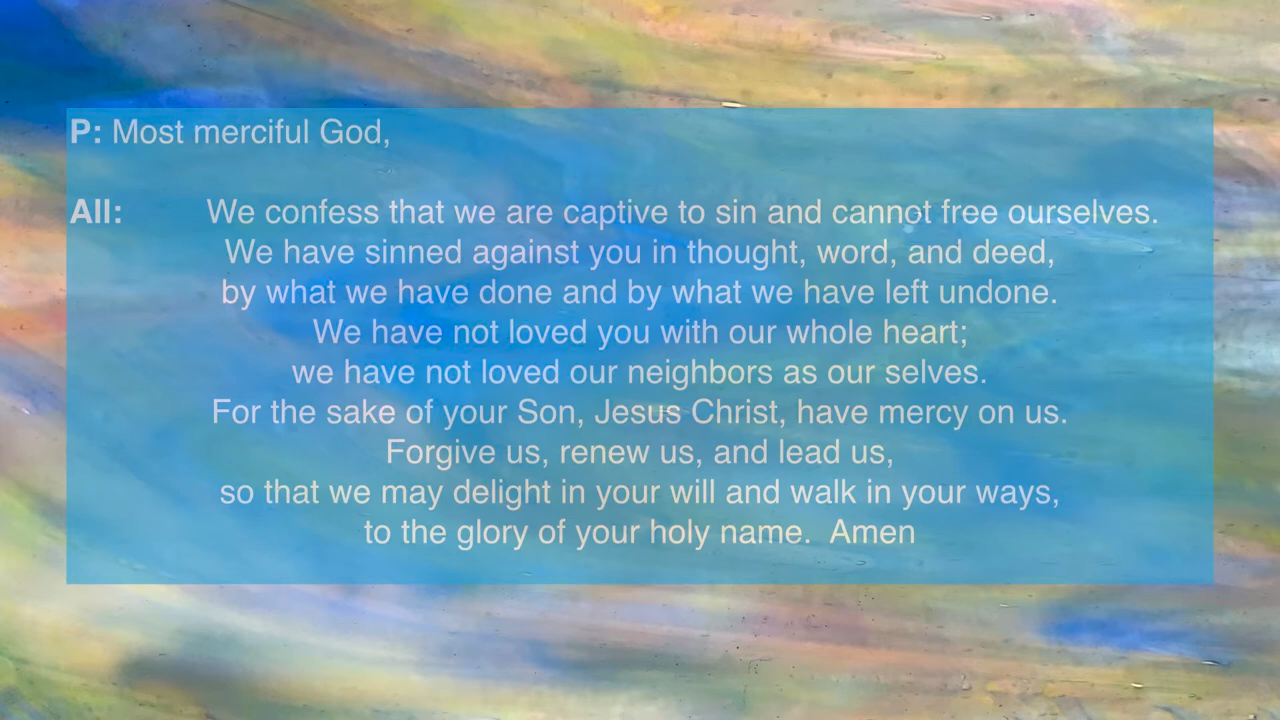 P: Most merciful God,
All: We confess that we are captive to sin and cannot free ourselves.
We have sinned against you in thought, word, and deed,
by what we have done and by what we have left undone.
We have not loved you with our whole heart;
we have not loved our neighbors as our selves.
For the sake of your Son, Jesus Christ, have mercy on us.
Forgive us, renew us, and lead us,
so that we may delight in your will and walk in your ways,
to the glory of your holy name.  Amen